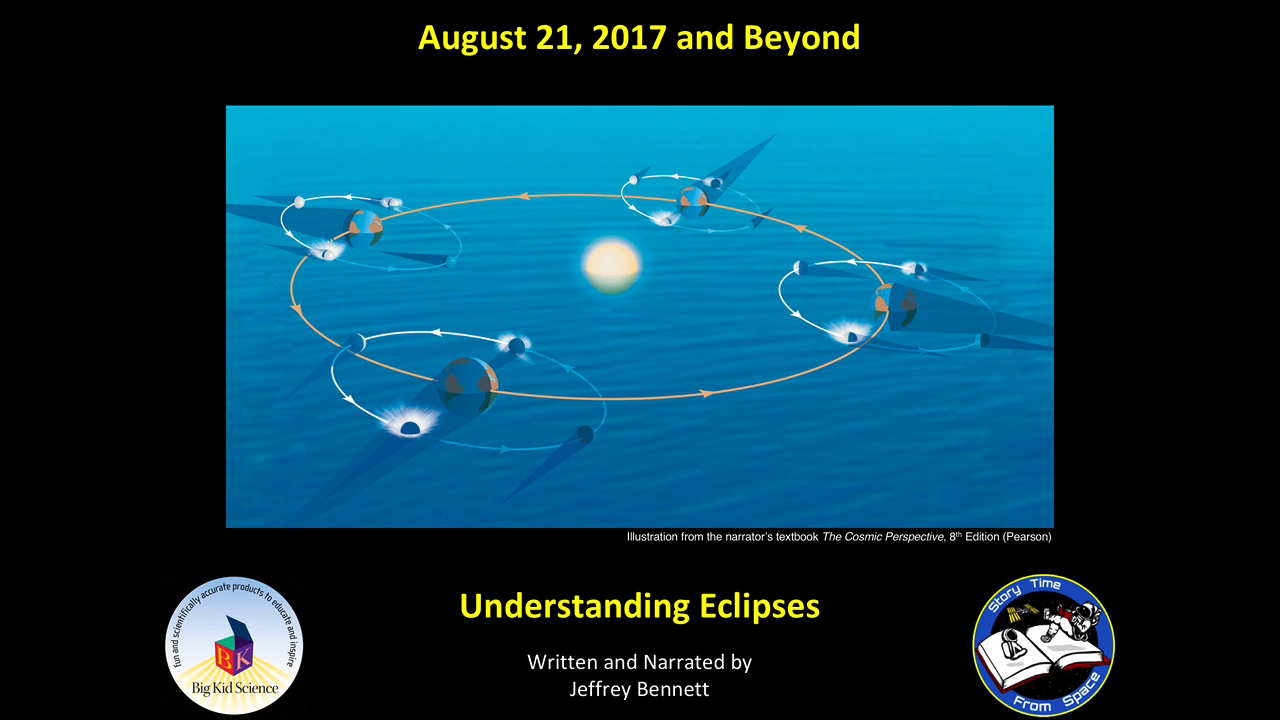 August 21, 2017 and Beyond
Illustration from the narrator's textbook The Cosmic Perspective, 8th Edition (Pearson)
fun and scientifically accurate products to educate and inspire
B K
Big Kid Science
Understanding Eclipses
Written and Narrated by
Jeffrey Bennett
Story Time
From Space